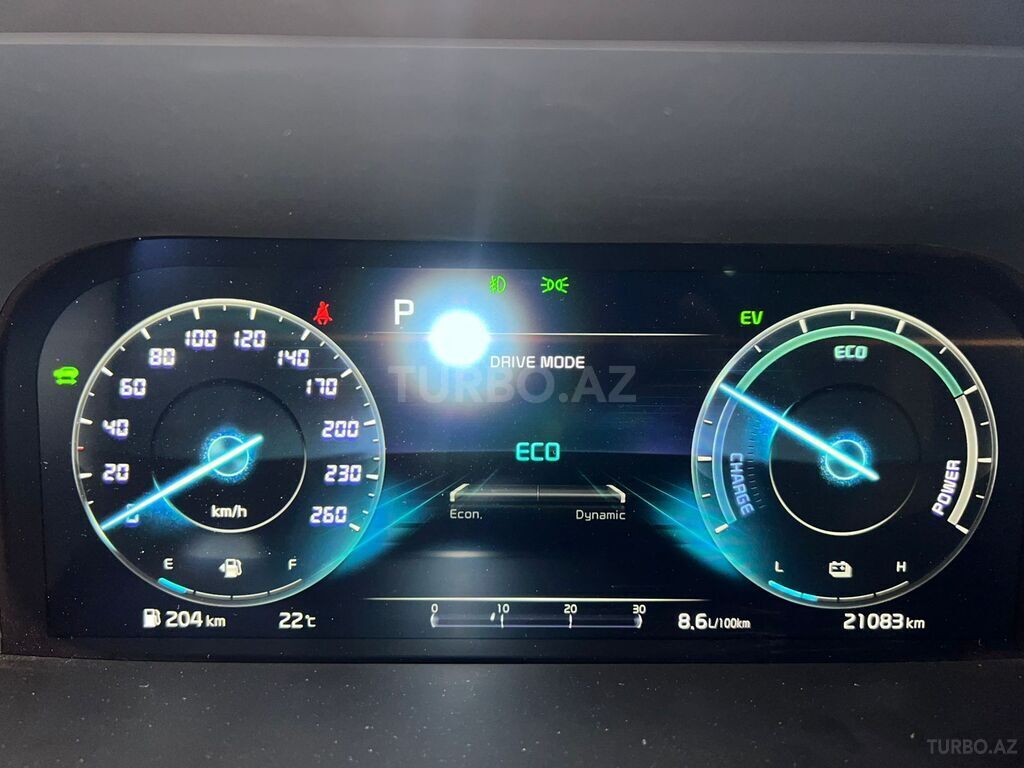 P
EV
DRIVE MODE
TURBO.AZ
ECO
Econ.
Dynamic
0
20
40
60
80
100
120
140
170
200
230
260
km/h
E
F
204 km
22°C
0 10 20 30
8.6 L/100km
ECO
CHARGE
POWER
L
H
21083 km
TURBO.AZ